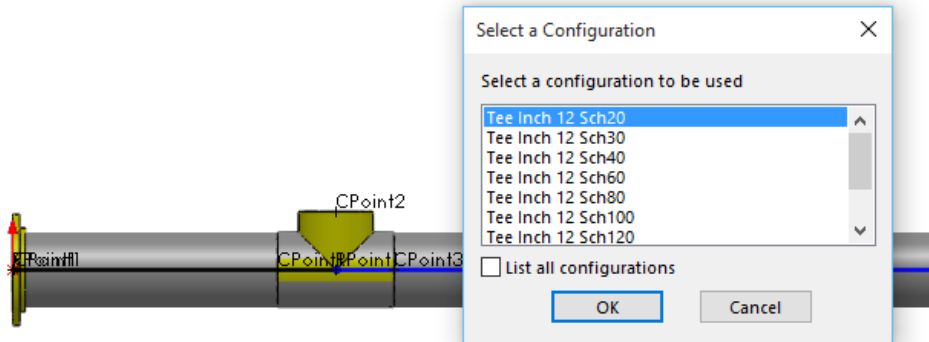 Select a Configuration
Select a configuration to be used
Tee Inch 12 Sch20
Tee Inch 12 Sch30
Tee Inch 12 Sch40
Tee Inch 12 Sch60
Tee Inch 12 Sch80
Tee Inch 12 Sch100
Tee Inch 12 Sch120
List all configurations
OK Cancel
CPoint2
CPoint3